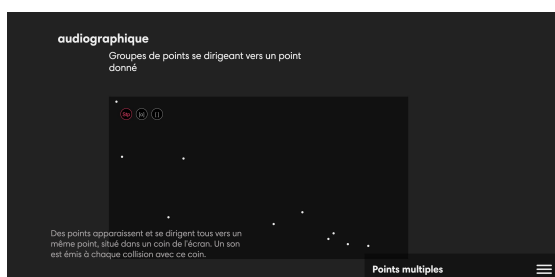 audiographique
Groupes de points se dirigeant vers un point
donné
Des points apparaissent et se dirigent tous vers un
même point, situé dans un coin de l'écran. Un son
est émis à chaque collision avec ce coin.
Points multiples